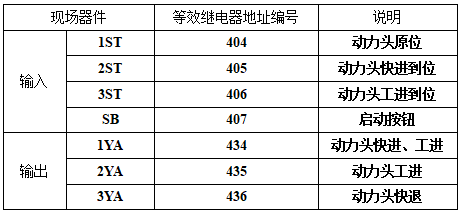 现场器件 等效继电器地址编号 说明
输入 1ST 404 动力头原位
2ST 405 动力头快进到位
3ST 406 动力头工进到位
SB 407 启动按钮
输出 1YA 434 动力头快进、工进
2YA 435 动力头工进
3YA 436 动力头快退